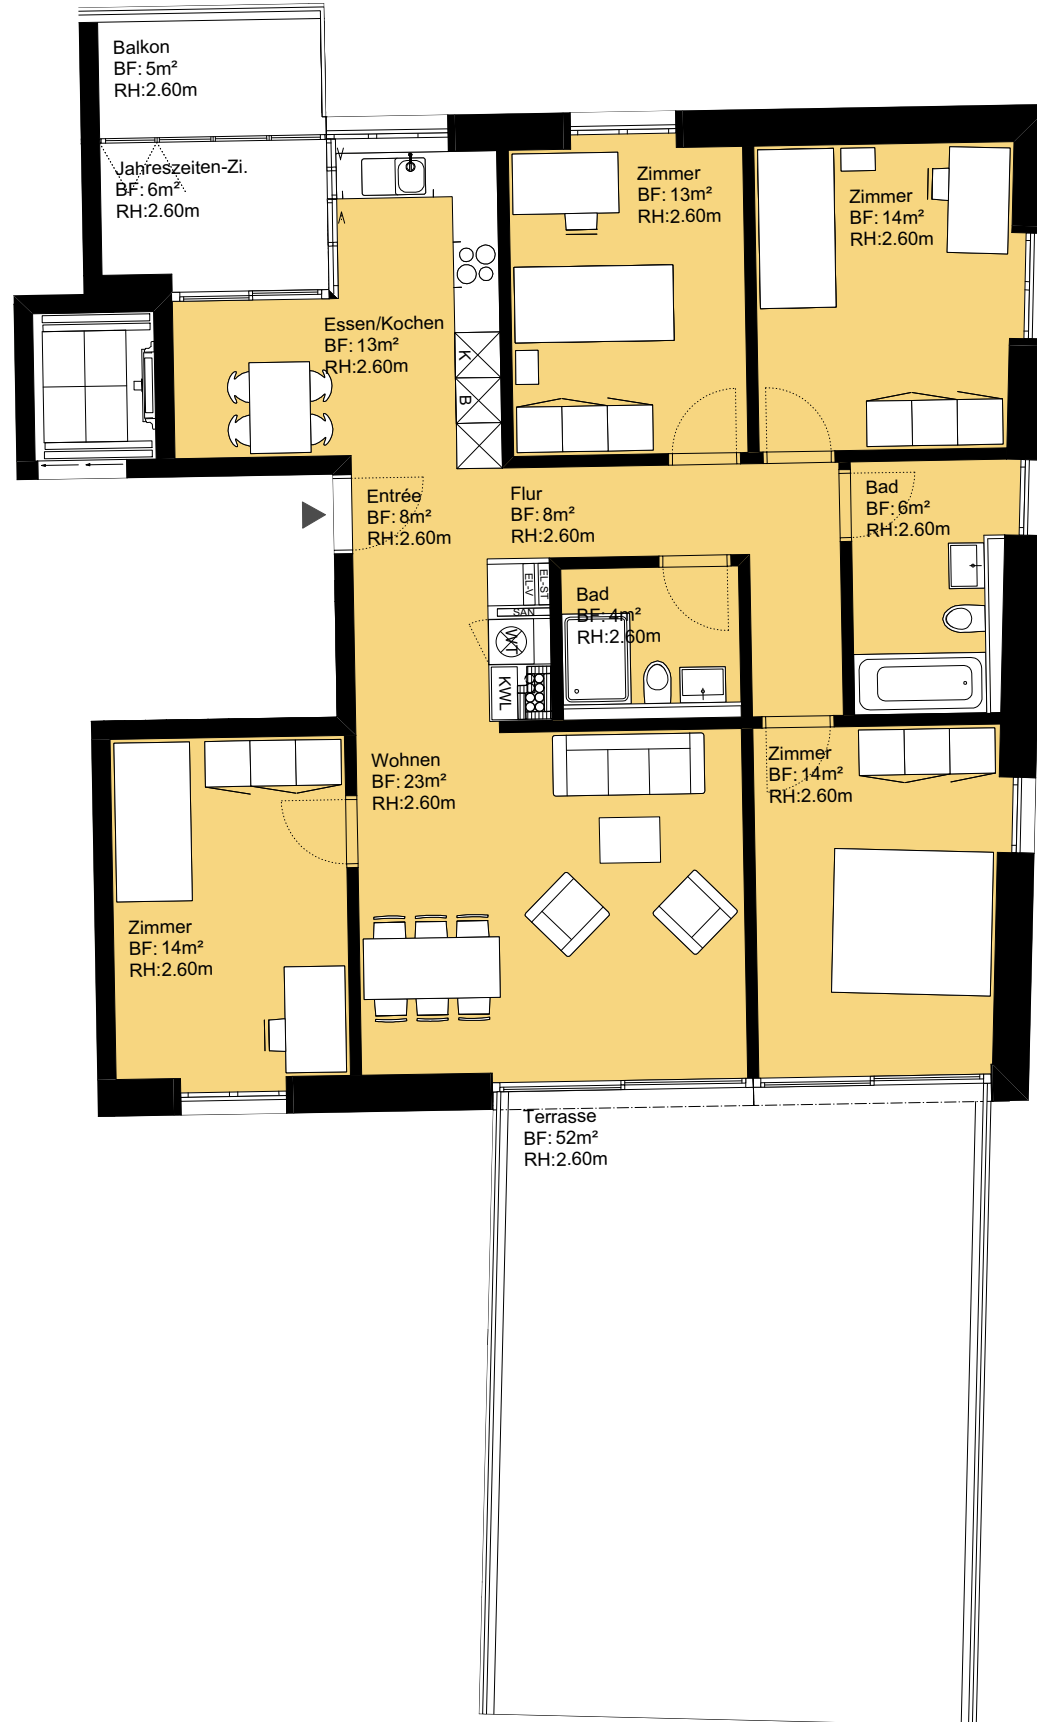 Balkon
BF: 5m²
RH:2.60m
Jahreszeiten-Zi.
BF: 6m²
RH:2.60m
Zimmer
BF: 13m²
RH:2.60m
Zimmer
BF: 14m²
RH:2.60m
Essen/Kochen
BF: 13m²
RH:2.60m
K
B
Entrée
BF: 8m²
RH:2.60m
Flur
BF: 8m²
RH:2.60m
Bad
BF: 6m²
RH:2.60m
EL-V
EL-ST
SAN
WT
KWL
Bad
BF: 4m²
RH:2.60m
Wohnen
BF: 23m²
RH:2.60m
Zimmer
BF: 14m²
RH:2.60m
Zimmer
BF: 14m²
RH:2.60m
Terrasse
BF: 52m²
RH:2.60m